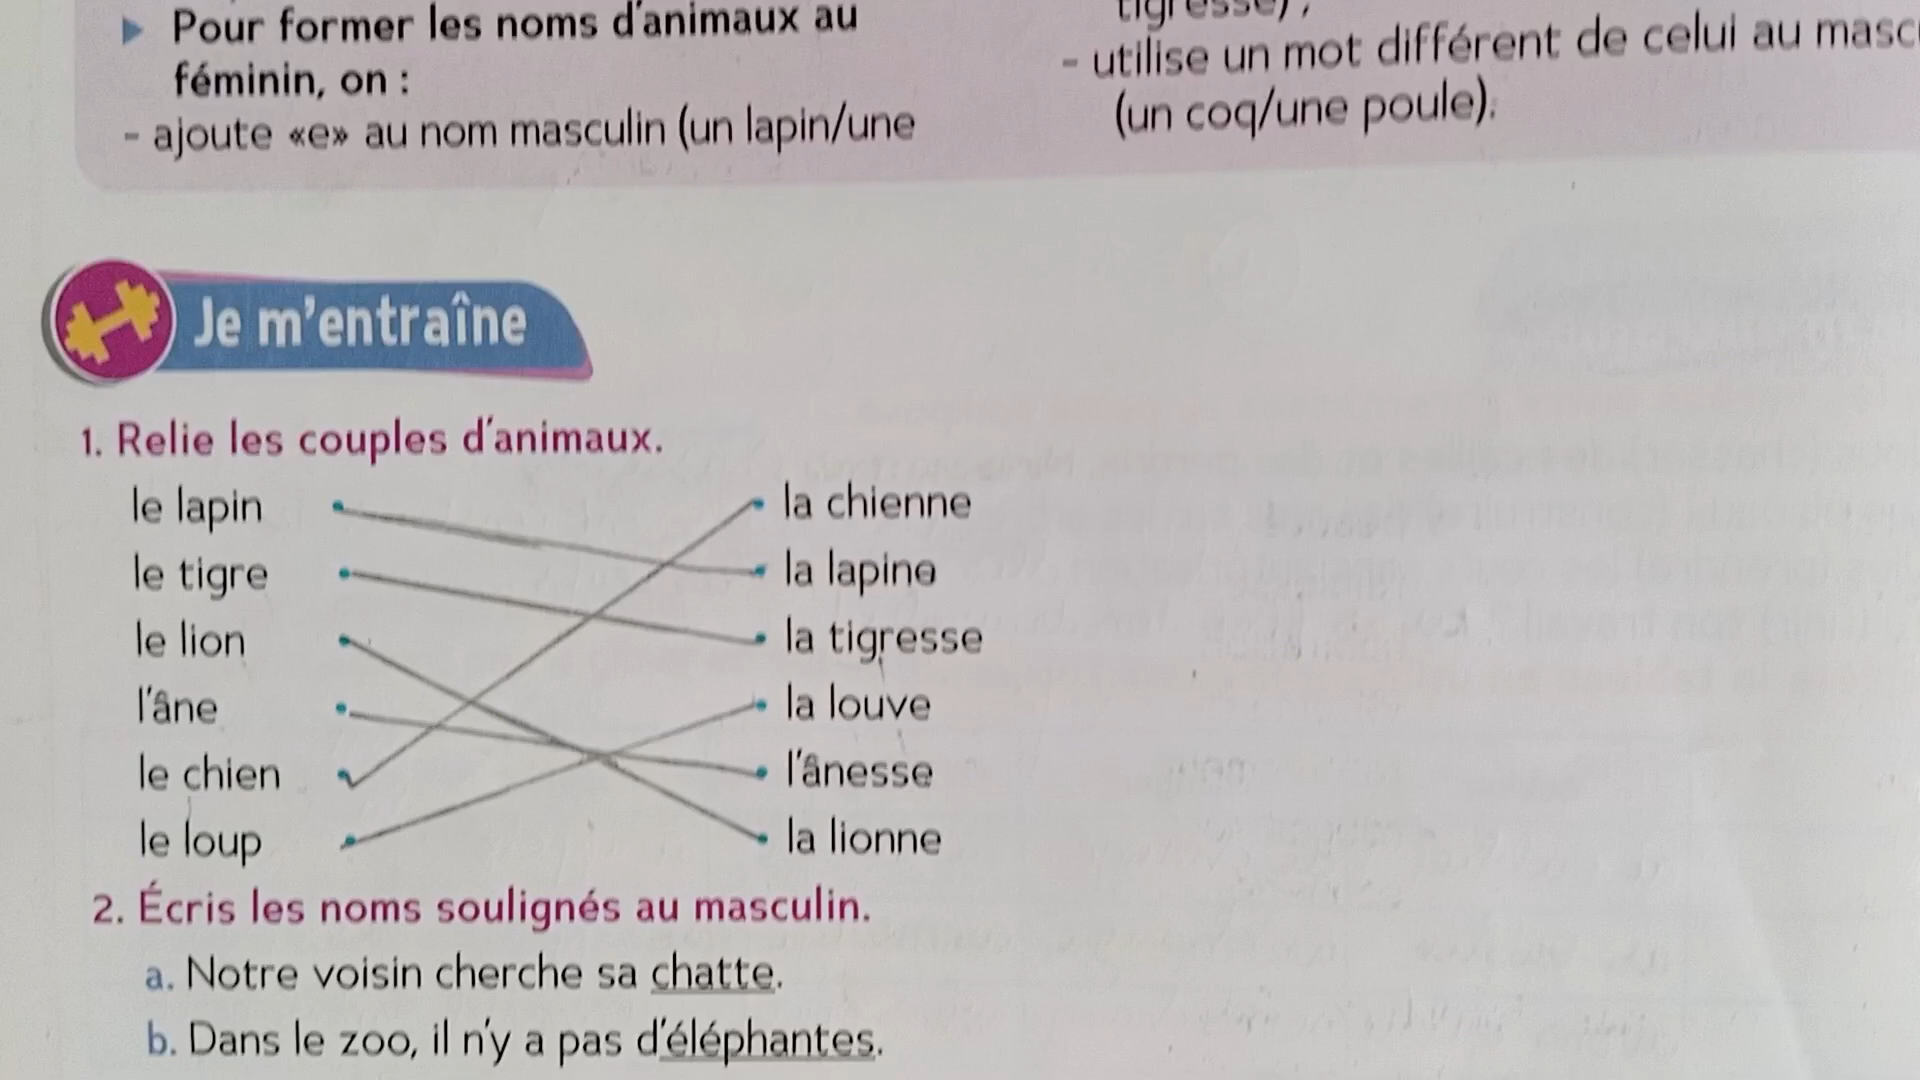 ▶ Pour former les noms d'animaux au
féminin, on :
- ajoute «e» au nom masculin (un lapin/une
tigresse) ;
- utilise un mot différent de celui au
(un coq/une poule).
Je m'entraîne
1. Relie les couples d'animaux.
le lapin la chienne
le tigre la lapine
le lion la tigresse
l'âne la louve
le chien l'ânesse
le loup la lionne
2. Écris les noms soulignés au masculin.
a. Notre voisin cherche sa chatte.
b. Dans le zoo, il n'y a pas d'éléphantes.